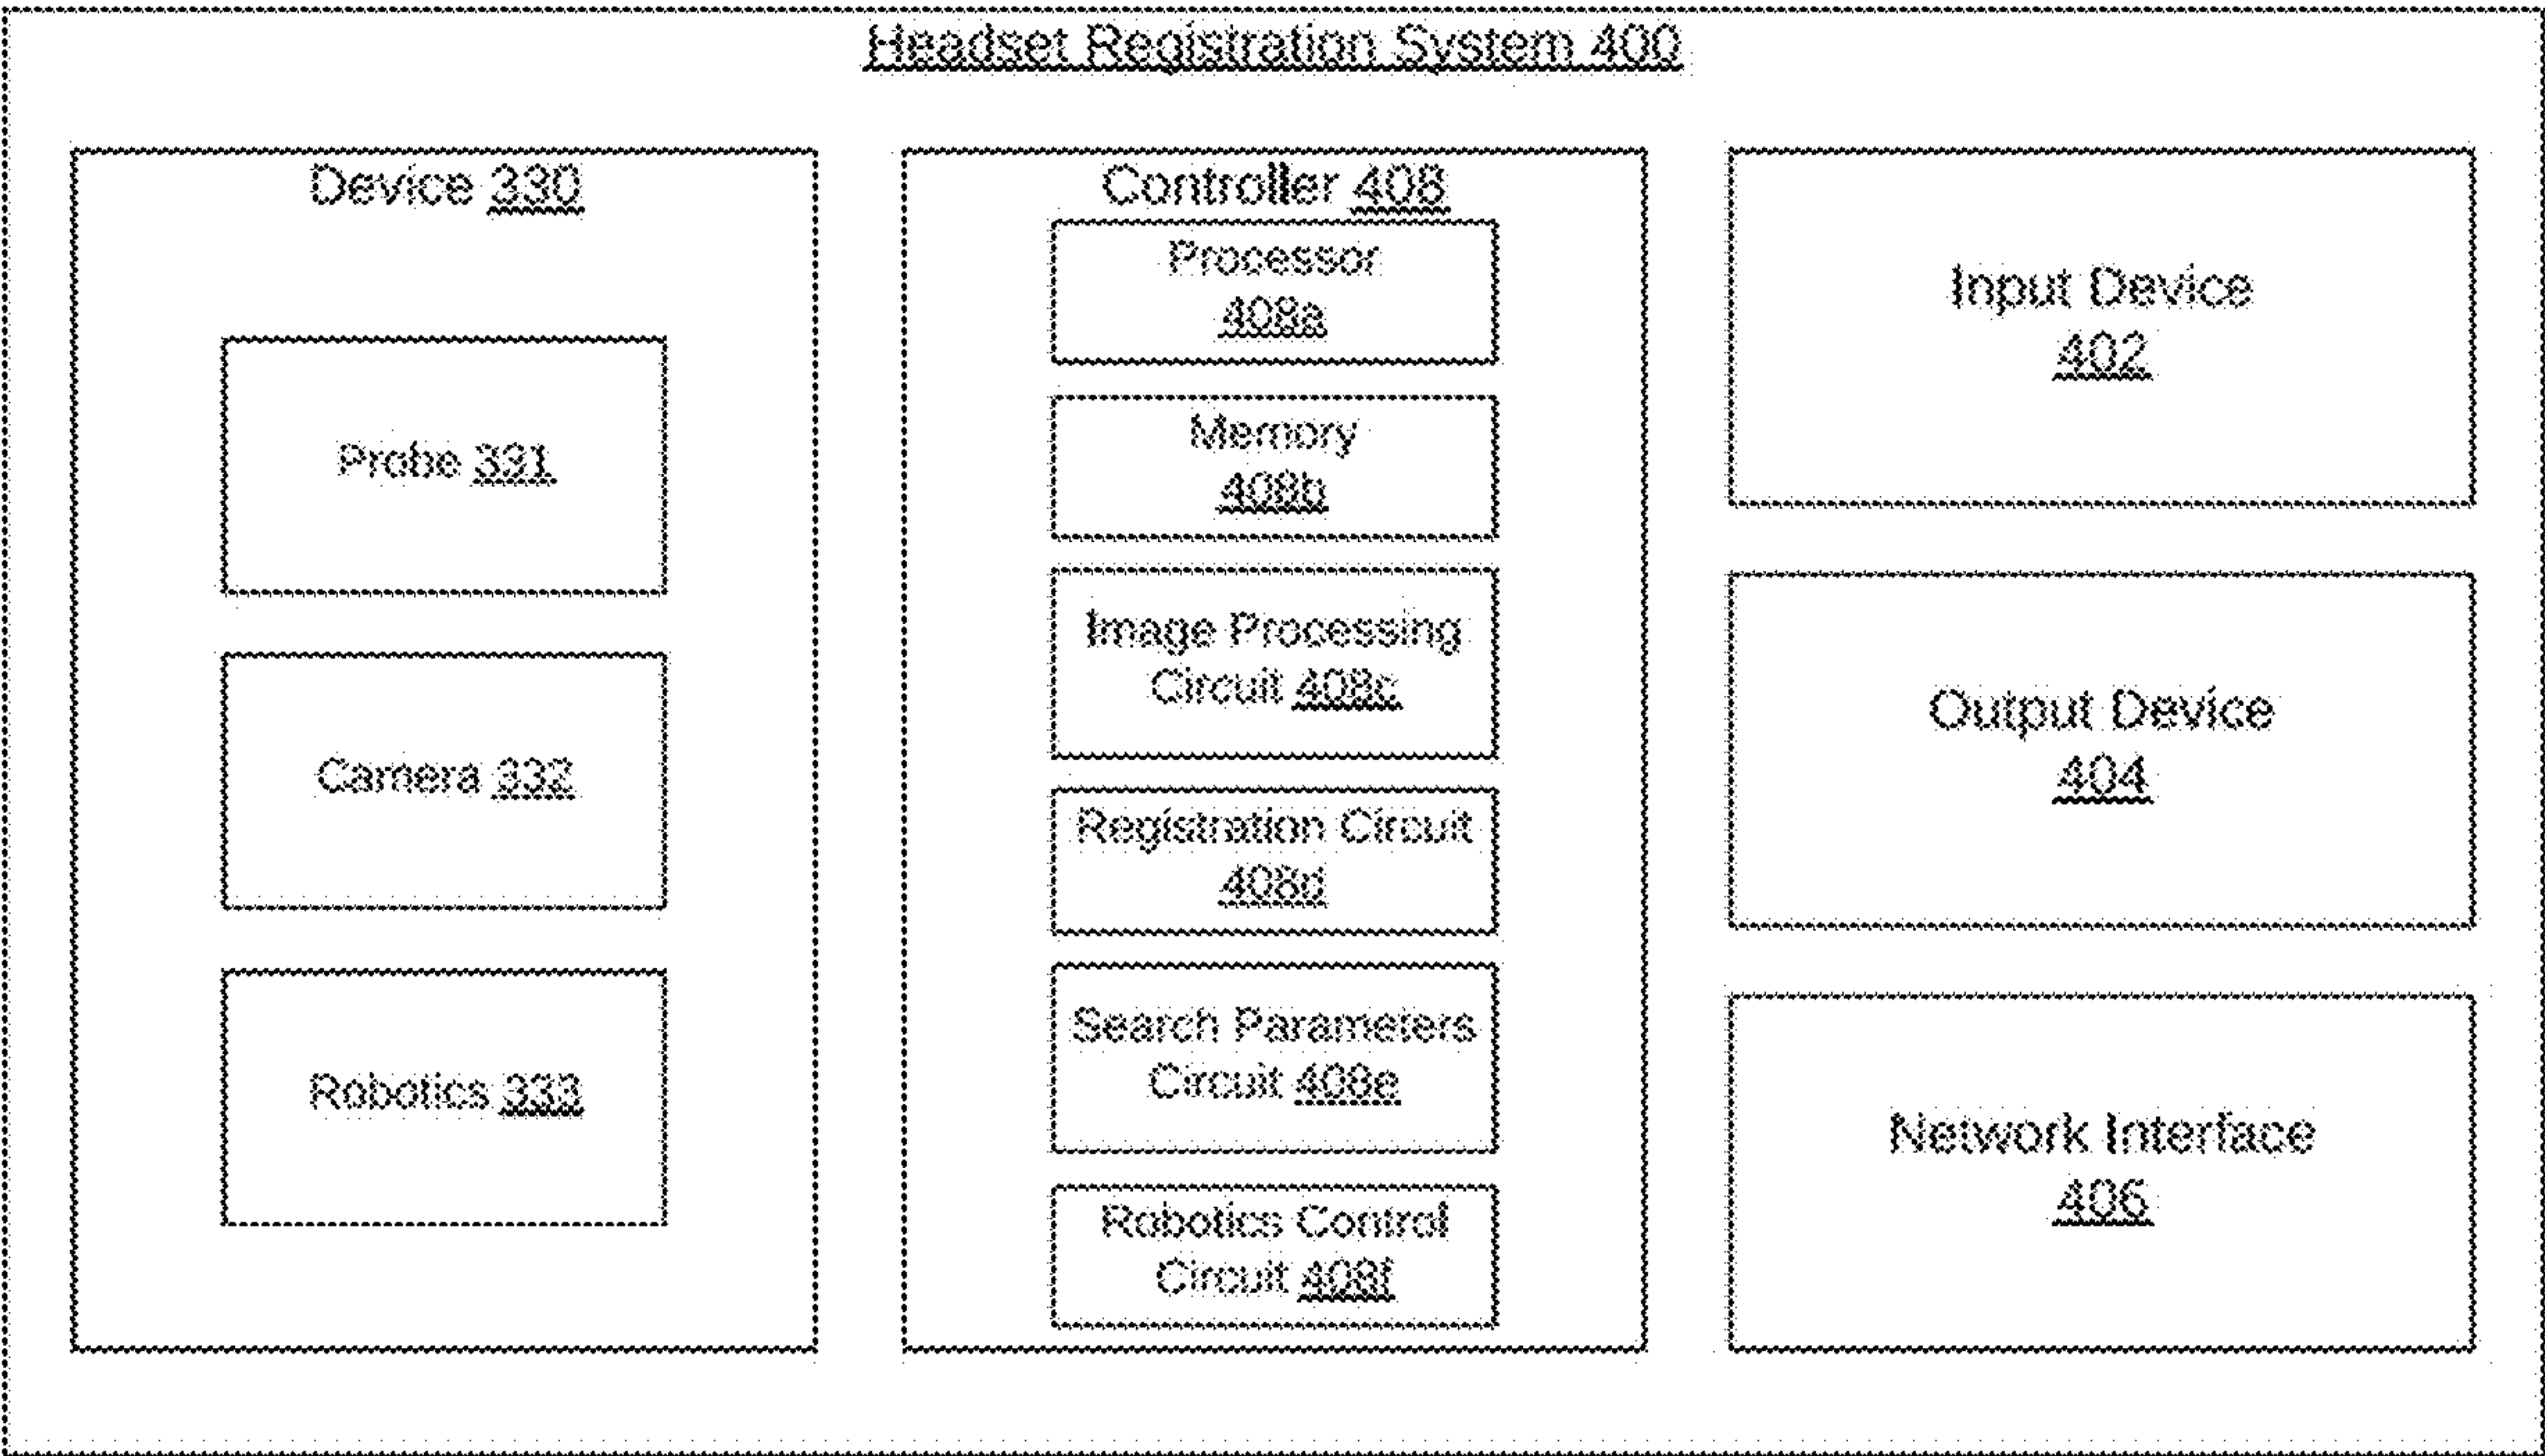 Headset Registration System 400
Device 330
Probe 331
Camera 332
Robotics 333
Controller 408
Processor
408a
Memory
408b
Image Processing
Circuit 408c
Registration Circuit
408d
Search Parameters
Circuit 408e
Robotics Control
Circuit 408f
Input Device
402
Output Device
404
Network Interface
406